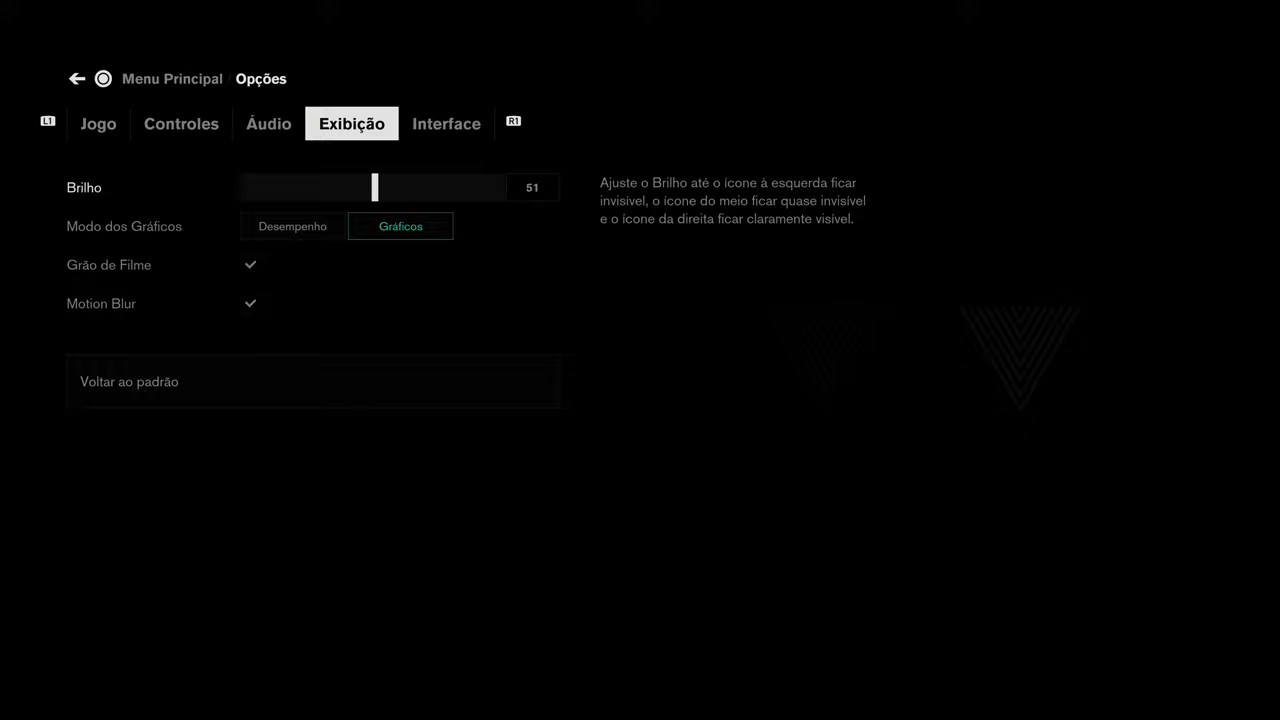 Menu Principal / Opções
L1 Jogo Controles Áudio Exibição Interface R1
Brilho 51
Modo dos Gráficos Desempenho Gráficos
Grão de Filme
Motion Blur
Voltar ao padrão
Ajuste o Brilho até o ícone à esquerda ficar
invisível, o ícone do meio ficar quase invisível
e o ícone da direita ficar claramente visível.